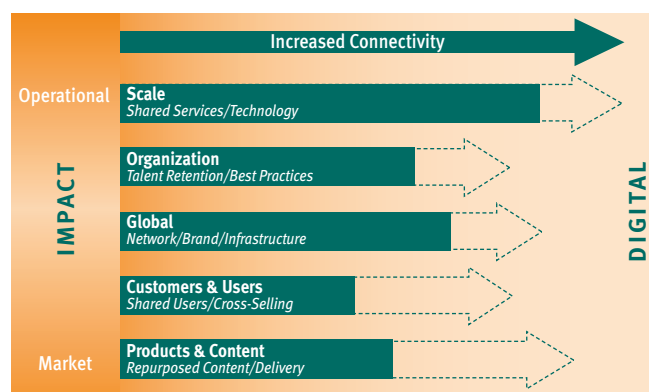 Increased Connectivity
Operational
Scale
Shared Services/Technology
Organization
Talent Retention/Best Practices
IMPACT
Global
Network/Brand/Infrastructure
DIGITAL
Customers & Users
Shared Users/Cross-Selling
Market
Products & Content
Repurposed Content/Delivery